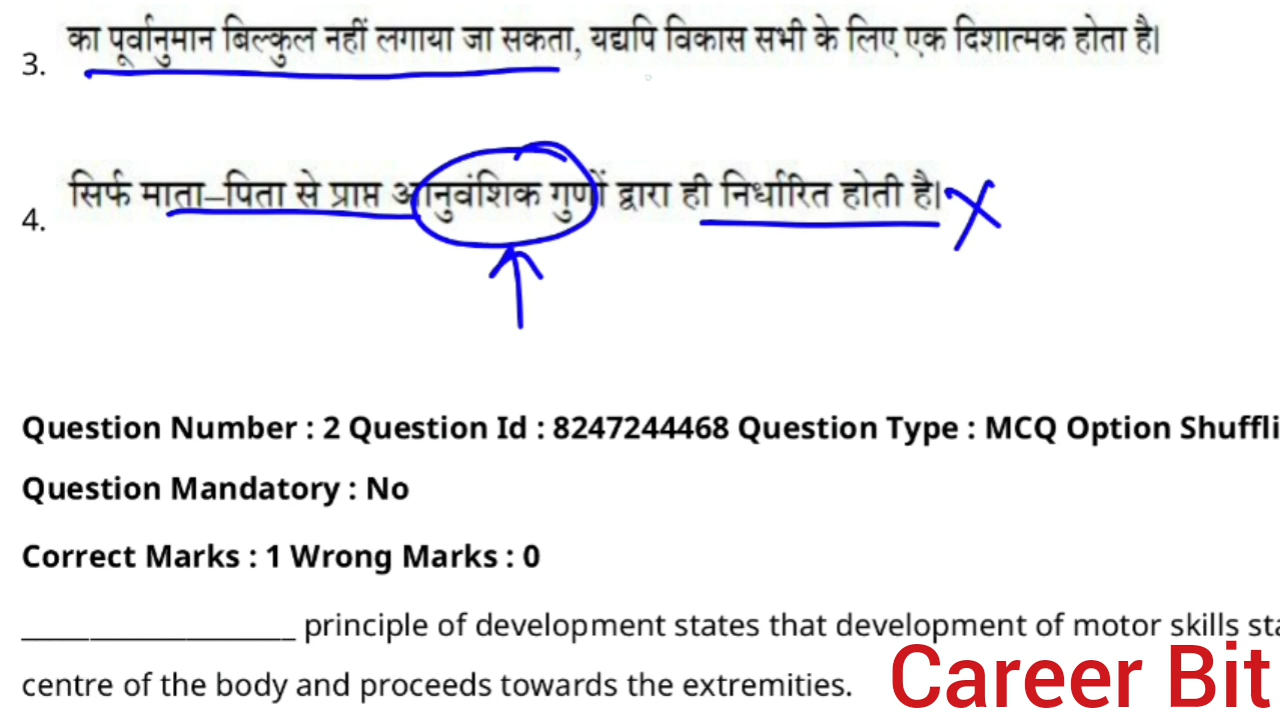 का पूर्वानुमान बिल्कुल नहीं लगाया जा सकता, यद्यपि विकास सभी के लिए एक दिशात्मक होता है।
3.
सिर्फ माता–पिता से प्राप्त आनुवंशिक गुणों द्वारा ही निर्धारित होती है।
4.
Question Number : 2 Question Id : 8247244468 Question Type : MCQ Option Shuffli
Question Mandatory : No
Correct Marks : 1 Wrong Marks : 0
____________________ principle of development states that development of motor skills sta
centre of the body and proceeds towards the extremities.
Career Bit